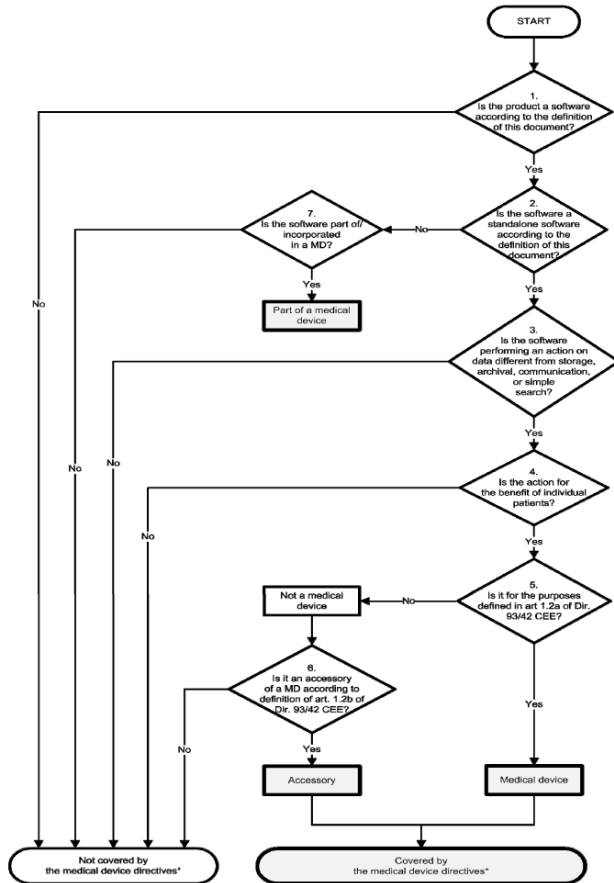 START
1.
Is the product a software
according to the definition
of this document?
Yes
No
2.
Is the software a
standalone software
according to the
definition of this
document?
No
Yes
7.
Is the software part of/
incorporated
in a MD?
Yes
No
Part of a medical
device
3.
Is the software
performing an action on
data different from storage,
archival, communication,
or simple
search?
Yes
No
4.
Is the action for
the benefit of individual
patients?
Yes
No
5.
Is it for the purposes
defined in art 1.2a of Dir.
93/42 CEE?
No
Yes
Not a medical
device
6.
Is it an accessory
of a MD according to
definition of art. 1.2b of
Dir. 93/42 CEE?
No
Yes
Accessory
Medical device
Not covered by
the medical device directives*
Covered by
the medical device directives*